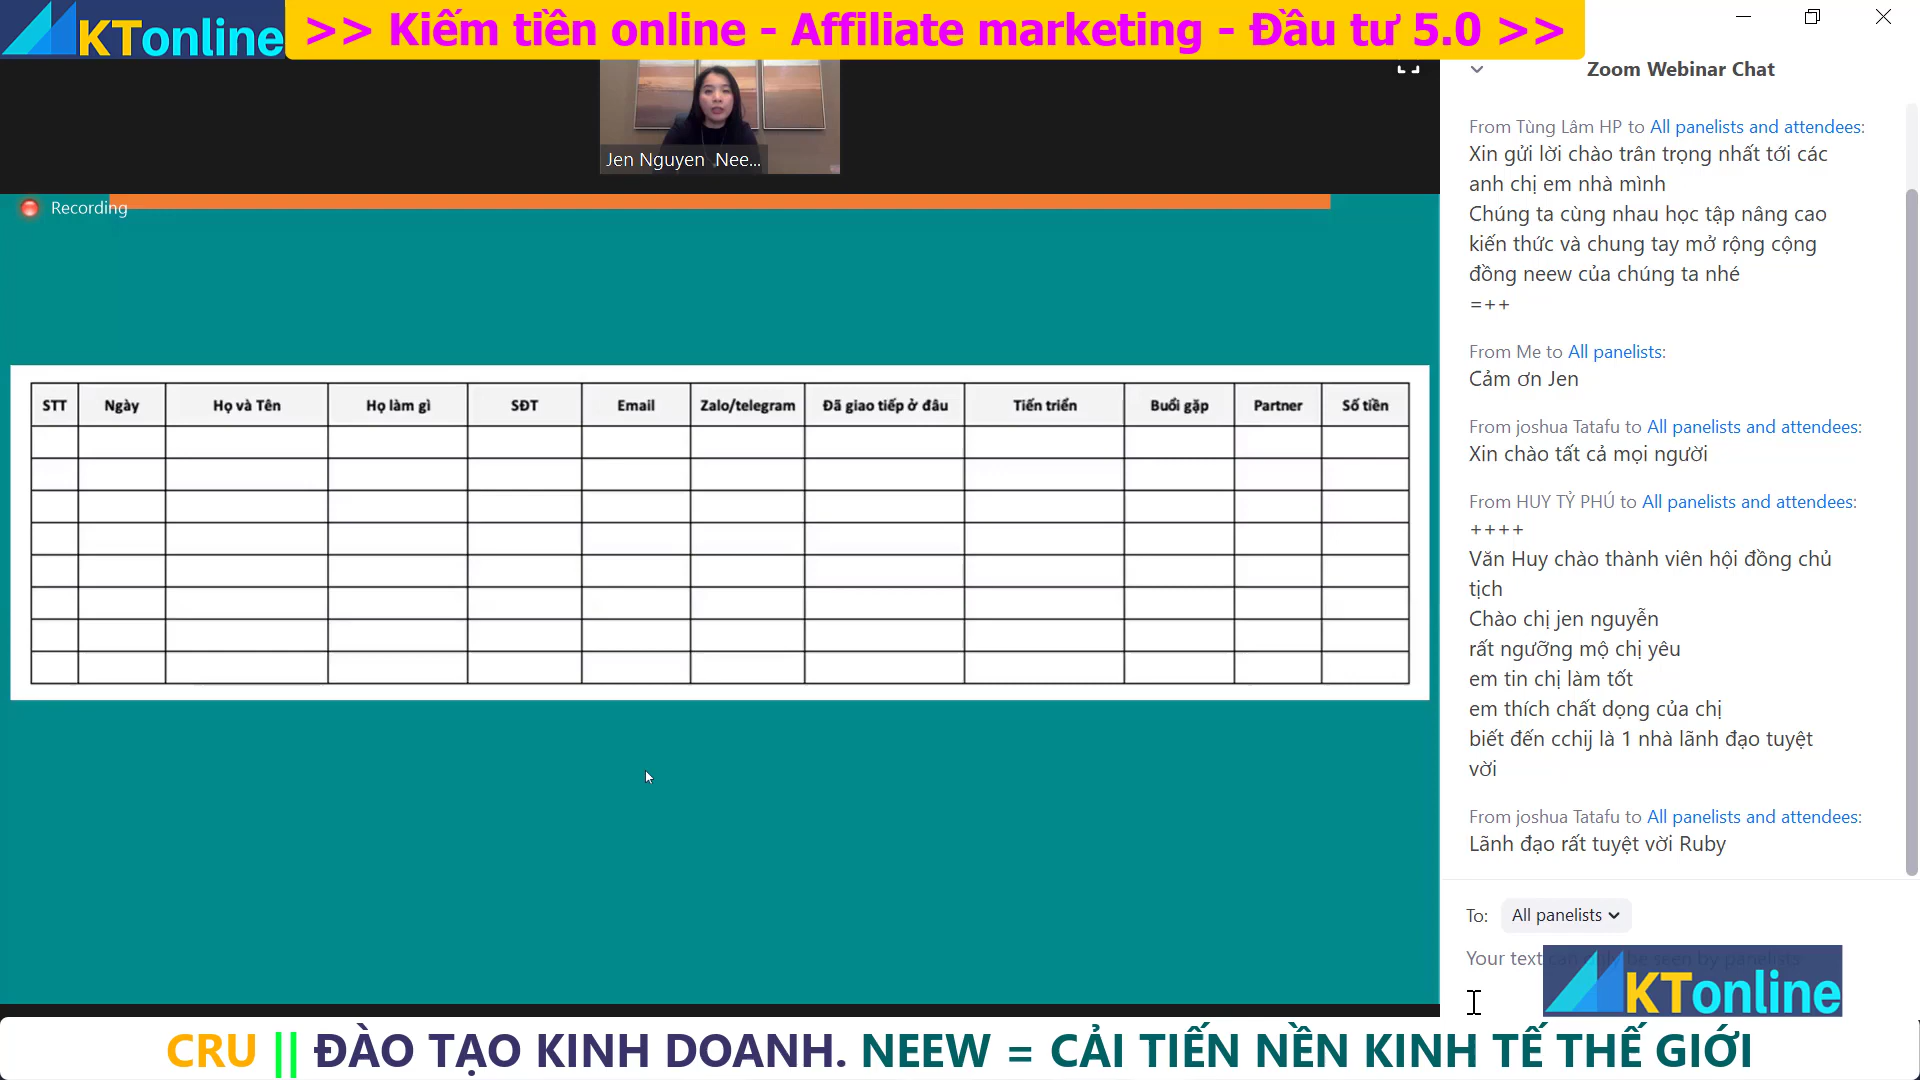 KTonline
>> Kiếm tiền online - Affiliate marketing - Đầu tư 5.0 >>
Jen Nguyen Nee...
Recording
STT Ngày Họ và Tên Họ làm gì SĐT Email Zalo/telegram Đã giao tiếp ở đâu Tiến triển Buổi gặp Partner Số tiền
Zoom Webinar Chat
From Tùng Lâm HP to All panelists and attendees:
Xin gửi lời chào trân trọng nhất tới các
anh chị em nhà mình
Chúng ta cùng nhau học tập nâng cao
kiến thức và chung tay mở rộng cộng
đồng neew của chúng ta nhé
=++
From Me to All panelists:
Cảm ơn Jen
From joshua Tatafu to All panelists and attendees:
Xin chào tất cả mọi người
From HUY TỶ PHÚ to All panelists and attendees:
++++
Văn Huy chào thành viên hội đồng chủ
tịch
Chào chị jen nguyễn
rất ngưỡng mộ chị yêu
em tin chị làm tốt
em thích chất dọng của chị
biết đến cchij là 1 nhà lãnh đạo tuyệt
vời
From joshua Tatafu to All panelists and attendees:
Lãnh đạo rất tuyệt vời Ruby
To: All panelists
Your text can only be seen by panelists
KTonline
CRU || ĐÀO TẠO KINH DOANH. NEEW = CẢI TIẾN NỀN KINH TẾ THẾ GIỚI